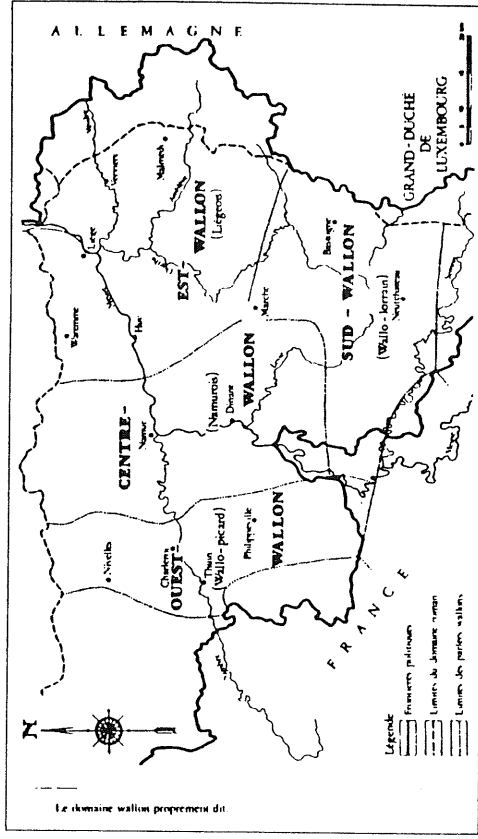 ALLEMAGNE
N
Nivelles
Waremme
Liège
Verviers
CENTRE-
Namur
Huy
Malmedy
Charleroi
OUEST-
Thuin
(Wallo-picard)
(Namurois)
EST-
WALLON
(Liégeois)
Philippeville
Dinant
WALLON
WALLON
Marche
Bastogne
SUD-WALLON
(Wallo-lorrain)
Neufchâteau
GRAND-DUCHÉ
DE
LUXEMBOURG
FRANCE
Légende
Frontières politiques
Limites du domaine roman
Limites des parlers wallons
Le domaine wallon proprement dit.